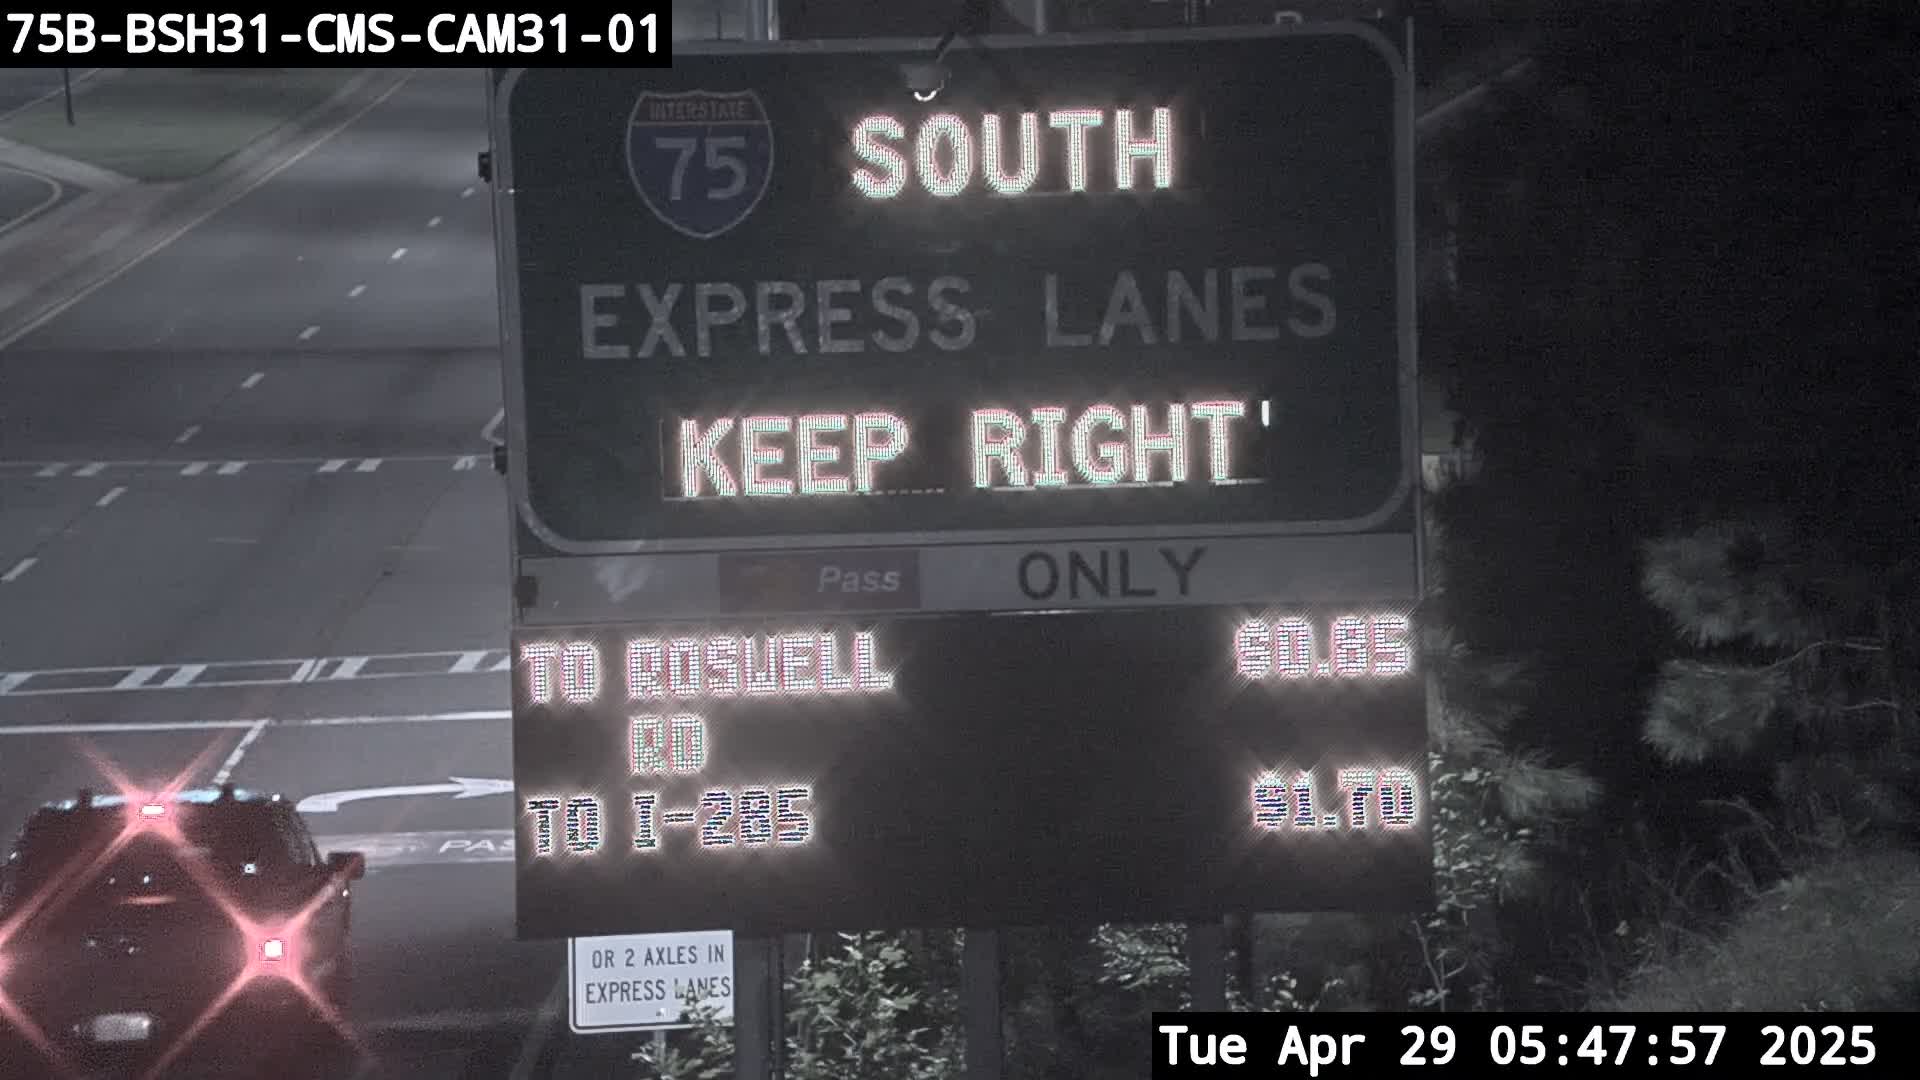 75B-BSH31-CMS-CAM31-01
INTERSTATE
75
SOUTH
EXPRESS LANES
KEEP RIGHT
Pass ONLY
TO ROSWELL $0.85
RD
TO I-285 $1.70
PAS
OR 2 AXLES IN
EXPRESS LANES
Tue Apr 29 05:47:57 2025